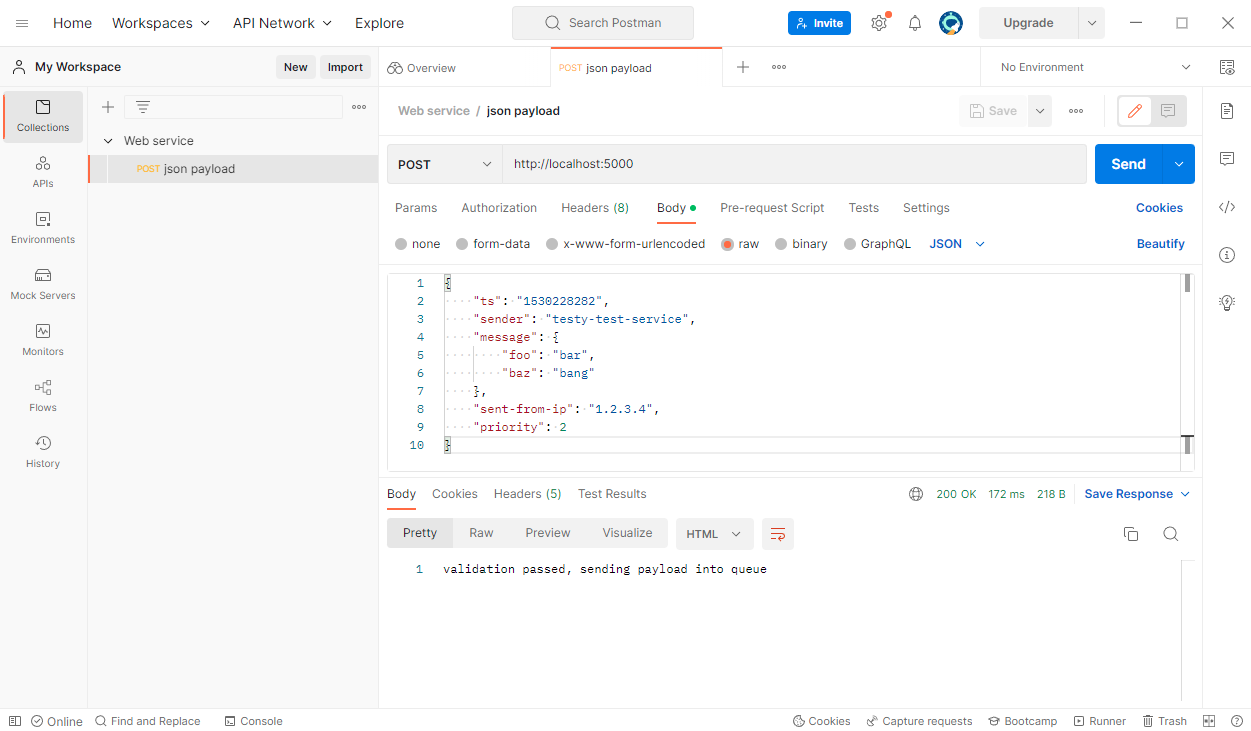 Home Workspaces API Network Explore Search Postman Invite Upgrade
My Workspace New Import Overview POST json payload No Environment
Collections
APIs
Environments
Mock Servers
Monitors
Flows
History
Web service
POST json payload
Web service / json payload Save
POST http://localhost:5000 Send
Params Authorization Headers (8) Body Pre-request Script Tests Settings Cookies
none form-data x-www-form-urlencoded raw binary GraphQL JSON Beautify
1 {
2 "ts": "1530228282",
3 "sender": "testy-test-service",
4 "message": {
5 "foo": "bar",
6 "baz": "bang"
7 },
8 "sent-from-ip": "1.2.3.4",
9 "priority": 2
10 }
Body Cookies Headers (5) Test Results 200 OK 172 ms 218 B Save Response
Pretty Raw Preview Visualize HTML
1 validation passed, sending payload into queue
Online Find and Replace Console Cookies Capture requests Bootcamp Runner Trash